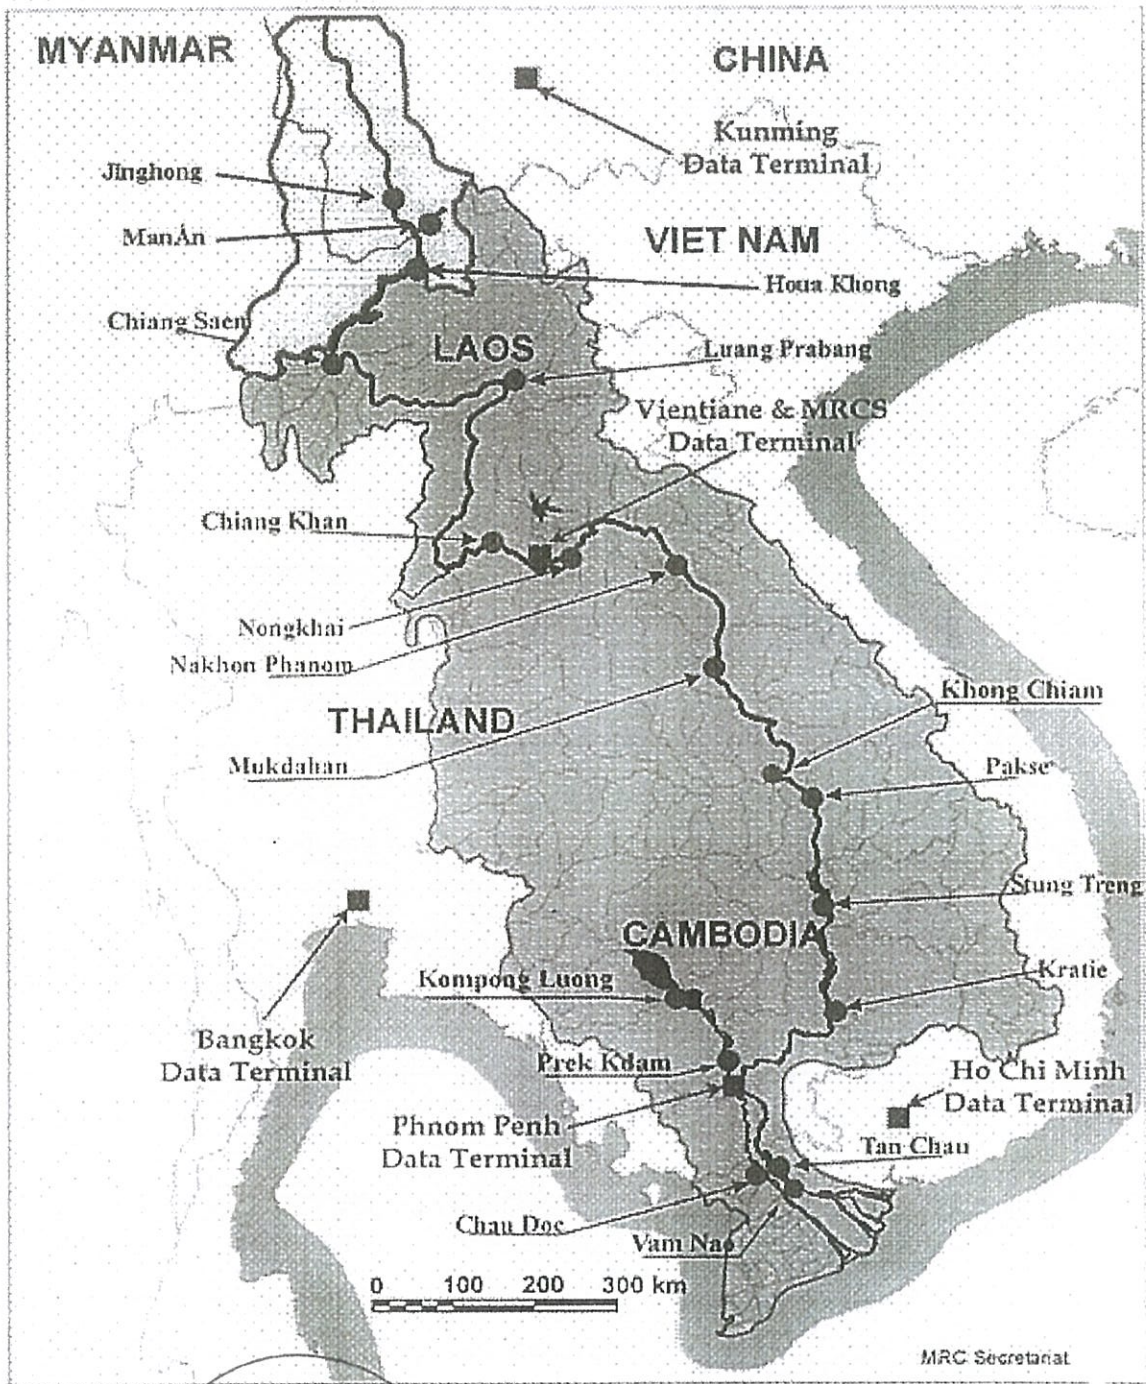 MYANMAR
CHINA
Kunming
Data Terminal
Jinghong
ManAn
VIET NAM
Houa Khong
Chiang Saen
LAOS
Luang Prabang
Vientiane & MRCS
Data Terminal
Chiang Khan
Nongkhai
Nakhon Phanom
Khong Chiam
THAILAND
Mukdahan
Pakse
Stung Treng
CAMBODIA
Kompong Luong
Kratie
Bangkok
Data Terminal
Prek Kdam
Ho Chi Minh
Data Terminal
Phnom Penh
Data Terminal
Tan Chau
Chau Doc
Vam Nao
0 100 200 300 km
MRC Secretariat